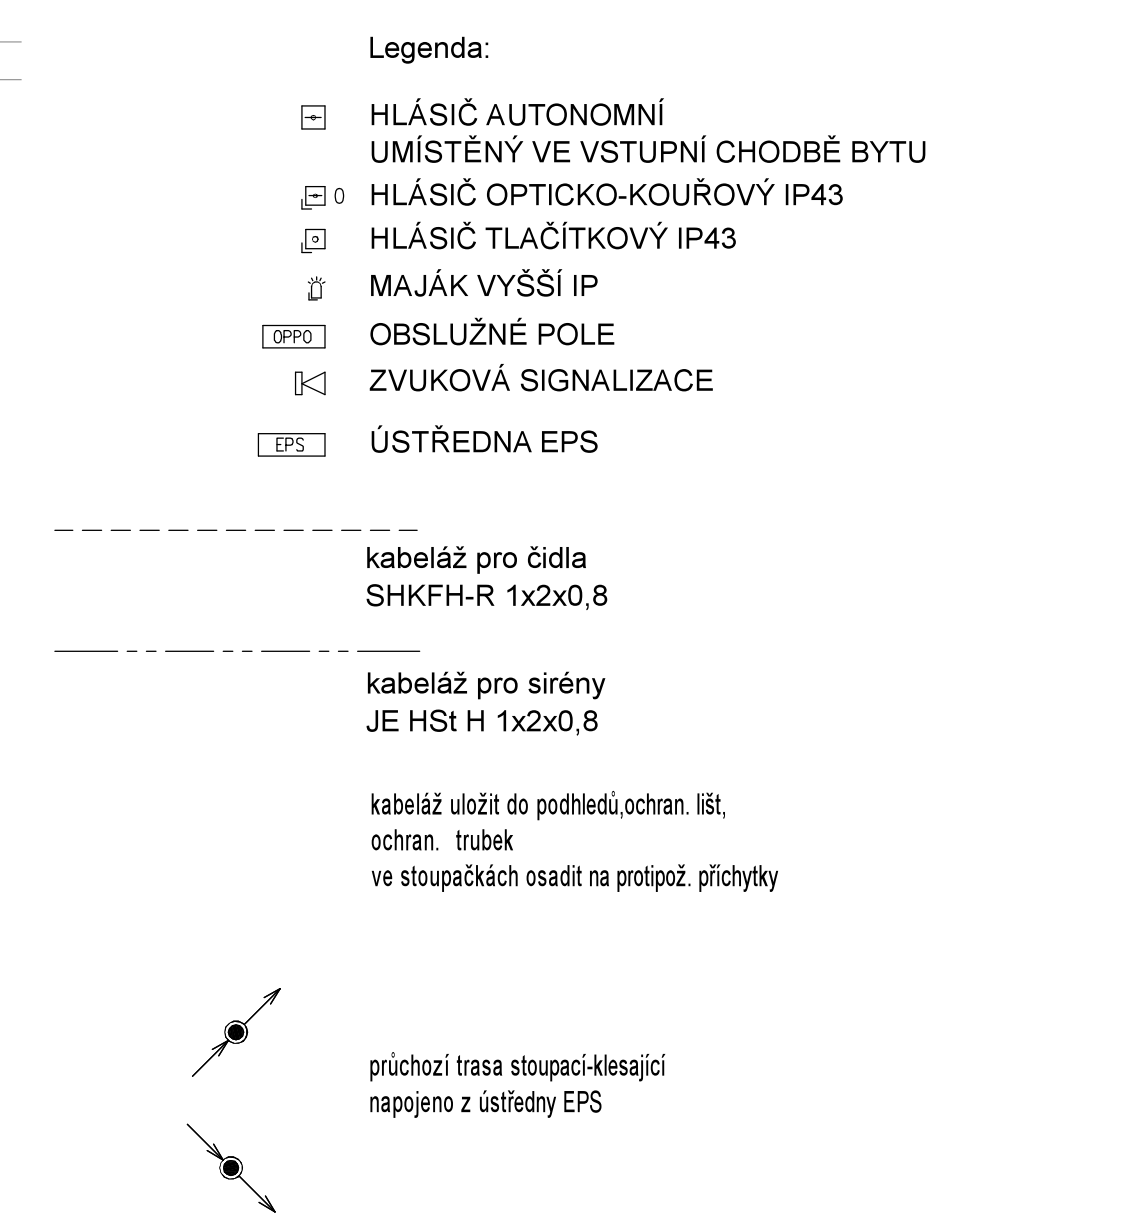 Legenda:
HLÁSIČ AUTONOMNÍ
UMÍSTĚNÝ VE VSTUPNÍ CHODBĚ BYTU
0 HLÁSIČ OPTICKO-KOUŘOVÝ IP43
HLÁSIČ TLAČÍTKOVÝ IP43
MAJÁK VYŠŠÍ IP
OPPO OBSLUŽNÉ POLE
ZVUKOVÁ SIGNALIZACE
EPS ÚSTŘEDNA EPS
kabeláž pro čidla
SHKFH-R 1x2x0,8
kabeláž pro sirény
JE HSt H 1x2x0,8
kabeláž uložit do podhledů,ochran. lišt,
ochran. trubek
ve stoupačkách osadit na protipož. příchytky
průchozí trasa stoupací-klesající
napojeno z ústředny EPS